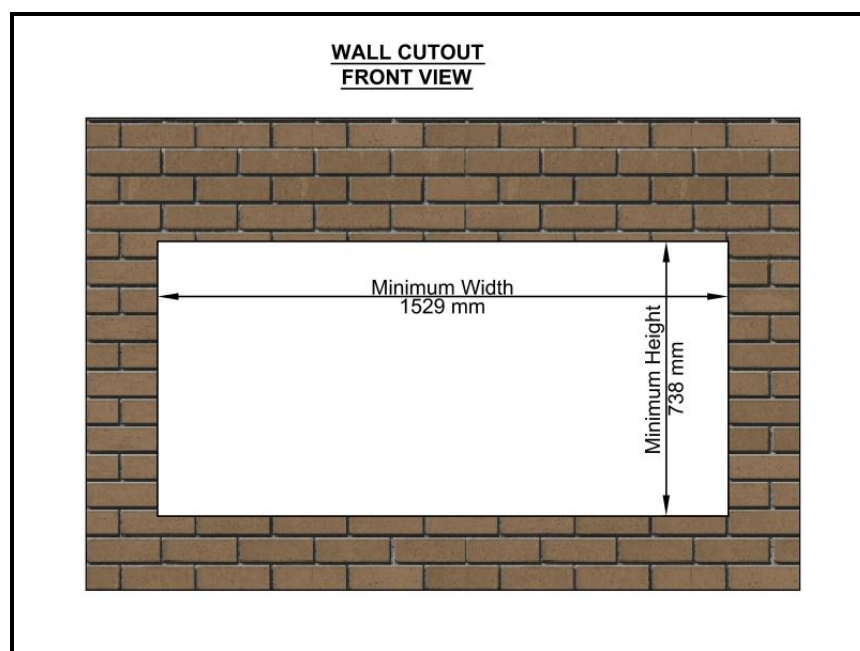 WALL CUTOUT
FRONT VIEW
Minimum Width
1529 mm
Minimum Height
738 mm